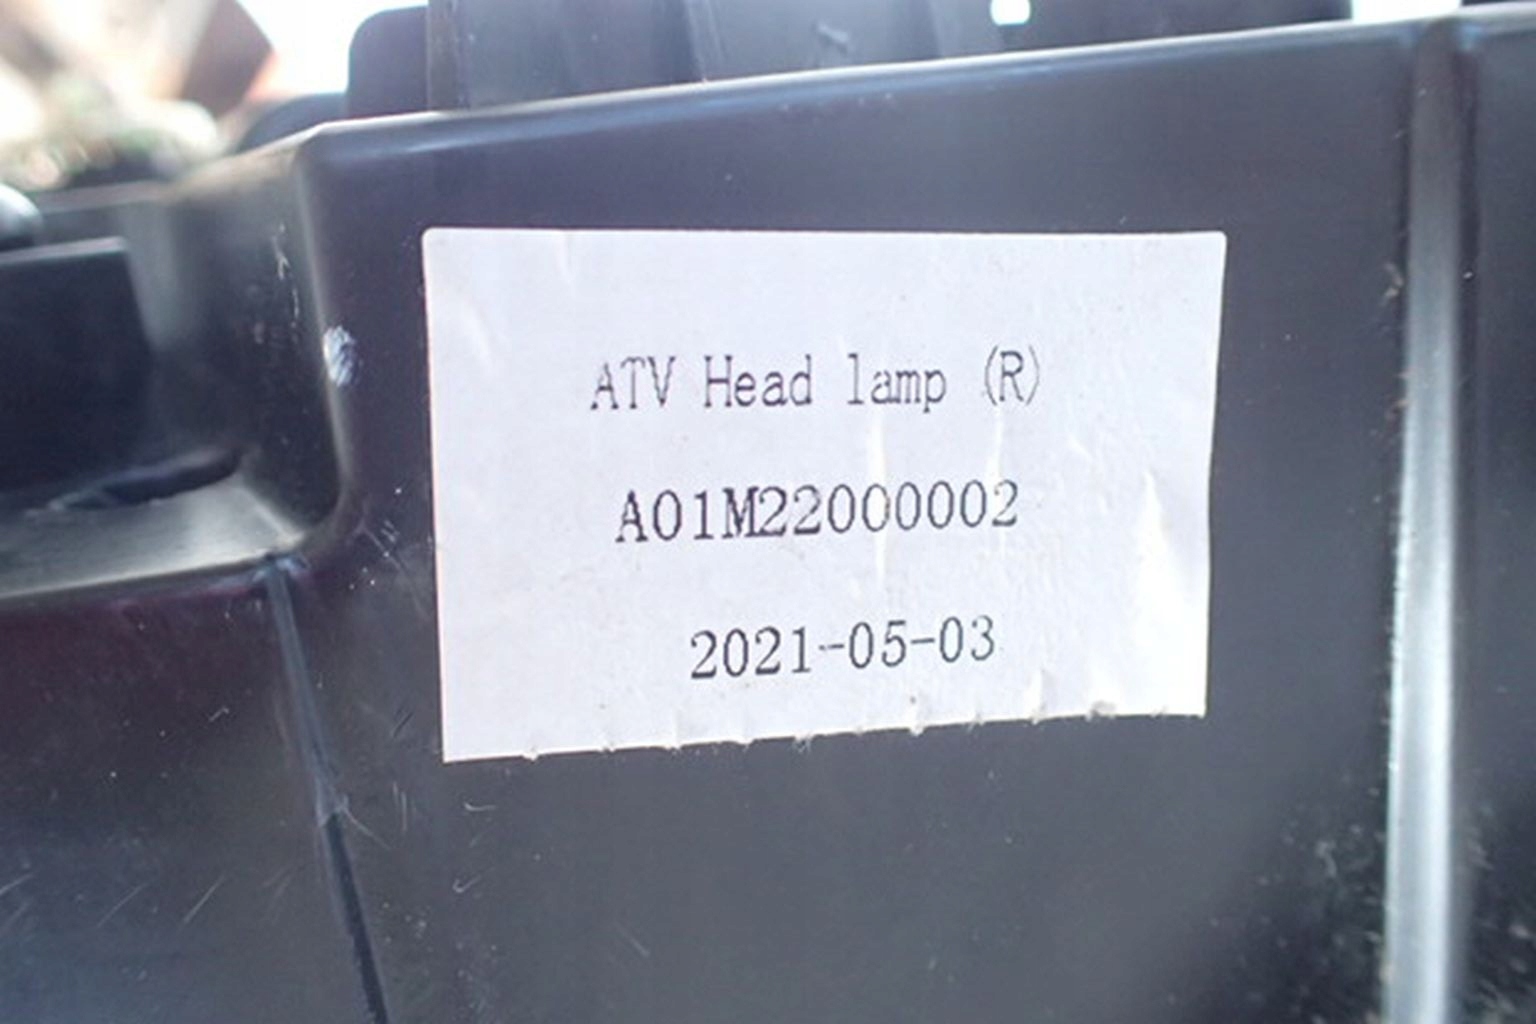 ATV Head lamp (R)
A01M22000002
2021-05-03